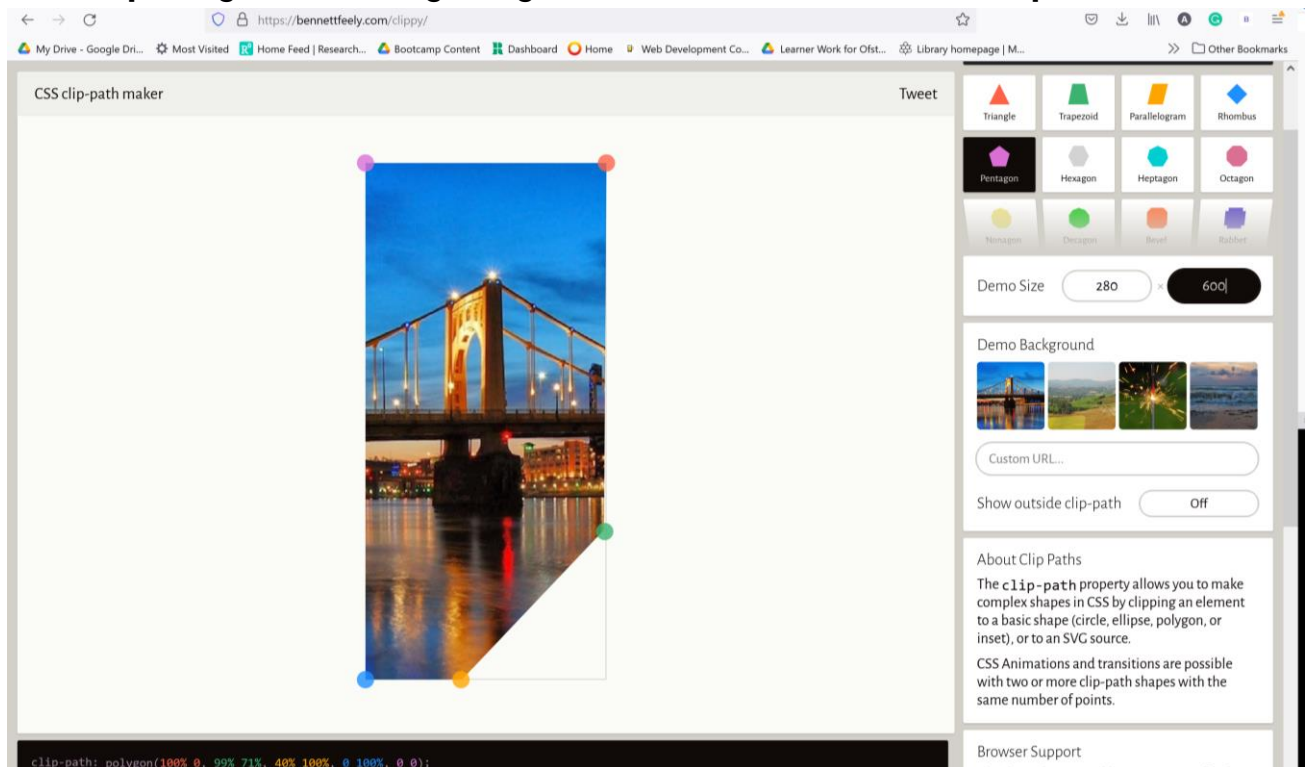 https://bennettfeely.com/clippy/
My Drive - Google Dri... Most Visited Home Feed | Research... Bootcamp Content Dashboard Home Web Development Co... Learner Work for Ofst... Library homepage | M... Other Bookmarks
CSS clip-path maker Tweet
Triangle Trapezoid Parallelogram Rhombus
Pentagon Hexagon Heptagon Octagon
Nonagon Decagon Bevel Rabbet
Demo Size 280 × 600
Demo Background
Custom URL...
Show outside clip-path Off
About Clip Paths
The clip-path property allows you to make
complex shapes in CSS by clipping an element
to a basic shape (circle, ellipse, polygon, or
inset), or to an SVG source.
CSS Animations and transitions are possible
with two or more clip-path shapes with the
same number of points.
Browser Support
clip-path: polygon(100% 0, 99% 71%, 40% 100%, 0 100%, 0 0);